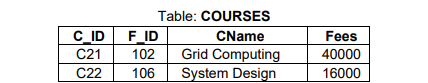 Table: COURSES
C_ID F_ID CName Fees
C21 102 Grid Computing 40000
C22 106 System Design 16000